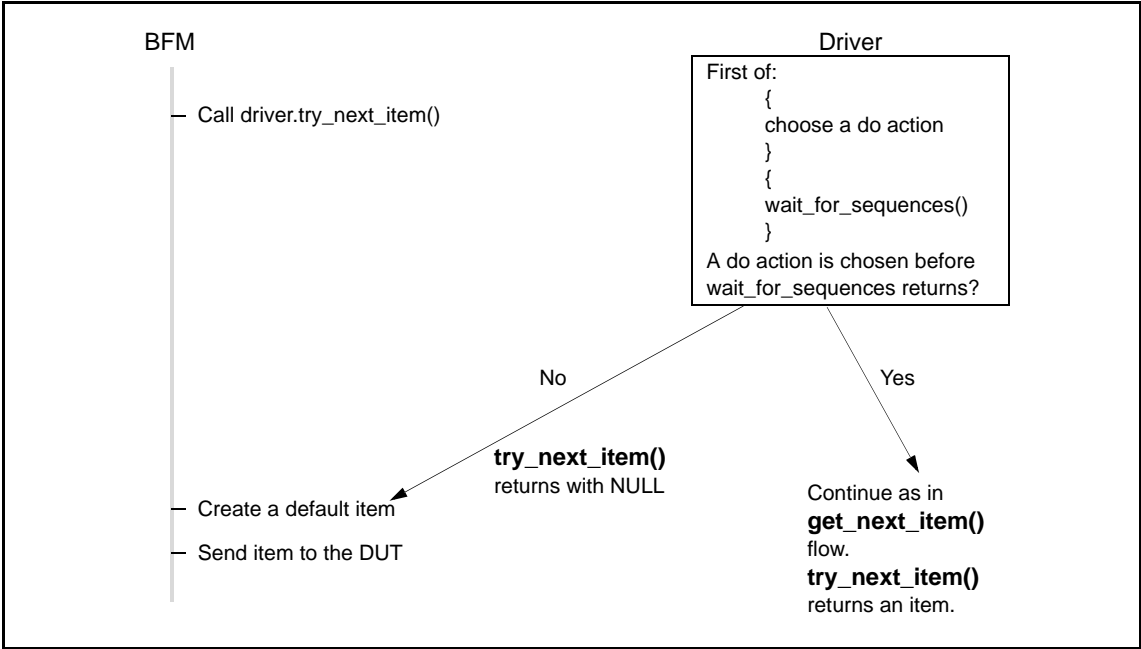 BFM
Driver
Call driver.try_next_item()
First of:
{
choose a do action
}
{
wait_for_sequences()
}
A do action is chosen before
wait_for_sequences returns?
No
Yes
try_next_item()
returns with NULL
Create a default item
Send item to the DUT
Continue as in
get_next_item()
flow.
try_next_item()
returns an item.